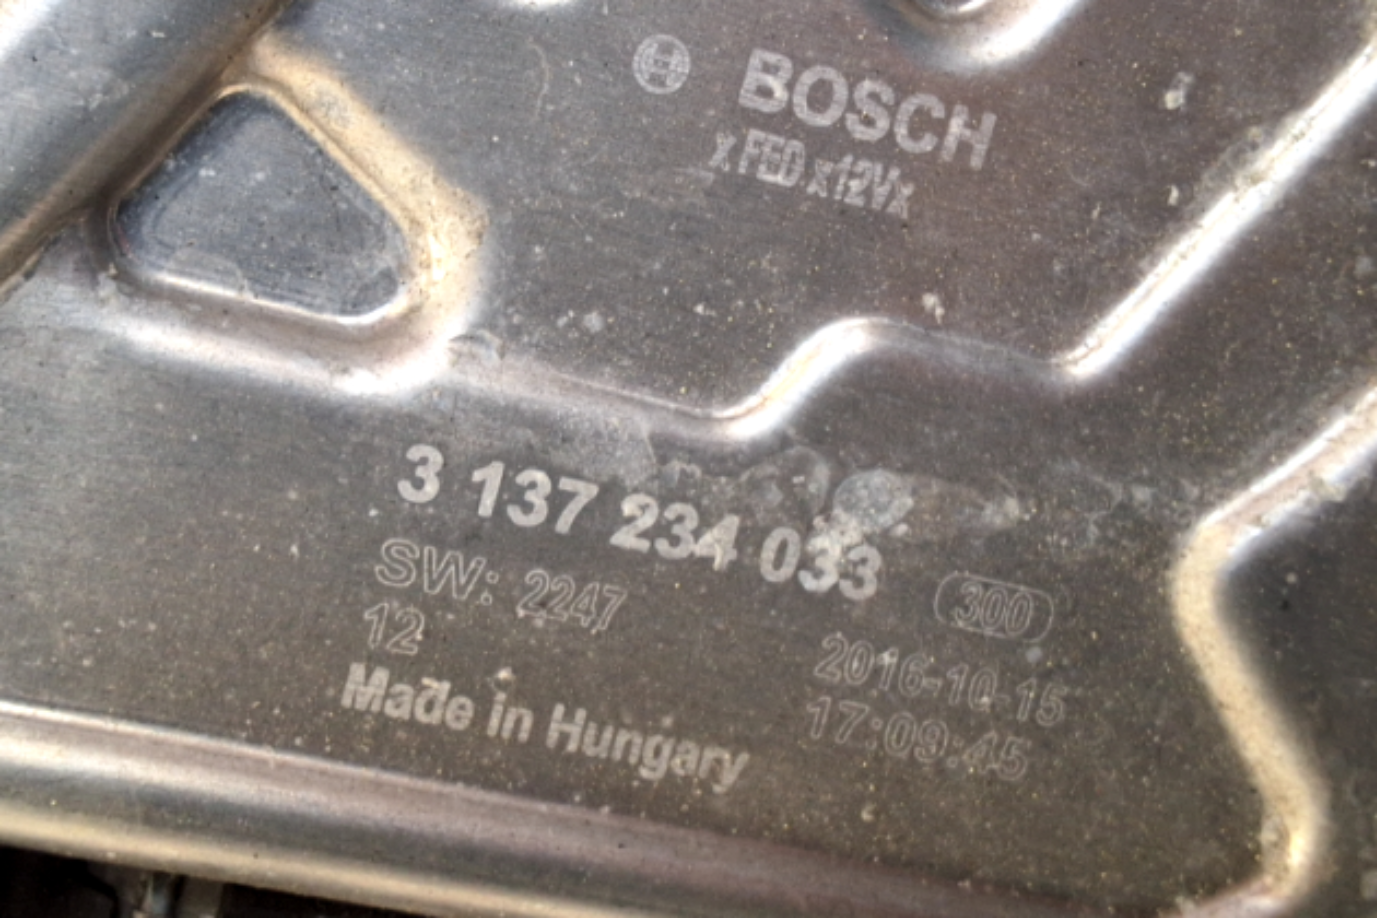 BOSCH
x FED x12Vx
3 137 234 033
SW: 2247
300
12
2016-10-15
Made in Hungary
17:09:45